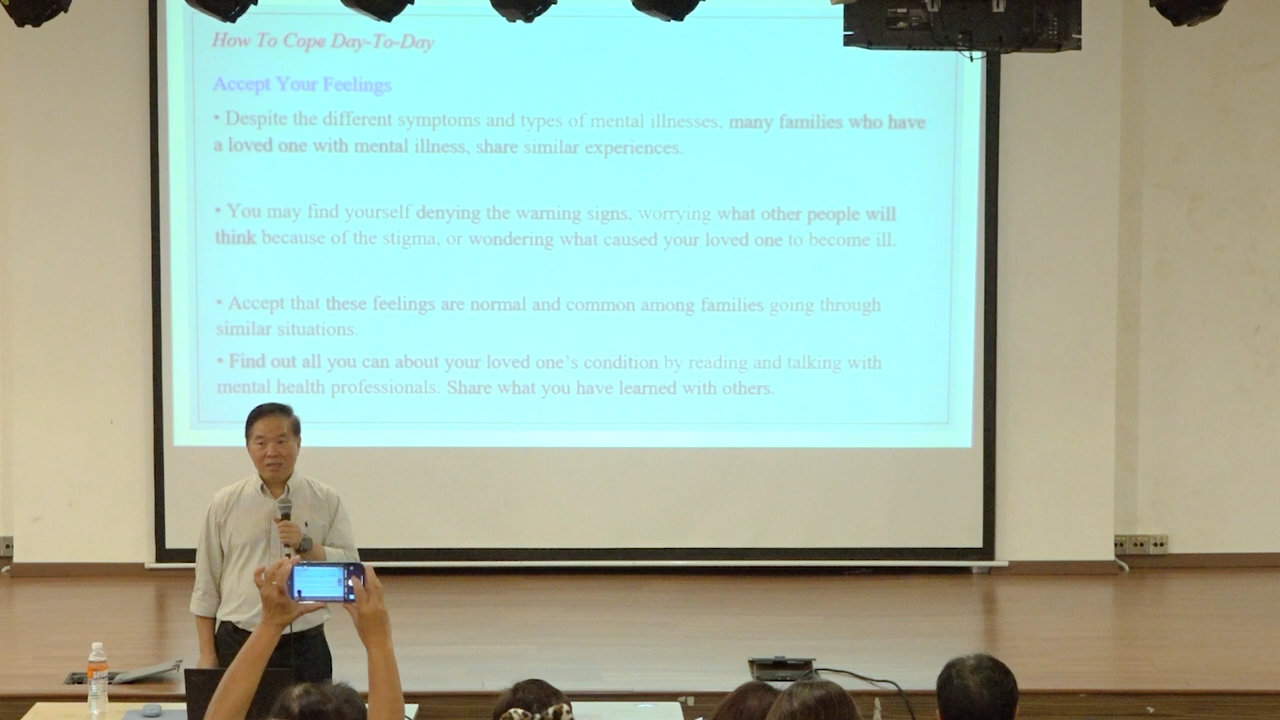 How To Cope Day-To-Day
Accept Your Feelings
• Despite the different symptoms and types of mental illnesses, many families who have
a loved one with mental illness, share similar experiences.
• You may find yourself denying the warning signs, worrying what other people will
think because of the stigma, or wondering what caused your loved one to become ill.
• Accept that these feelings are normal and common among families going through
similar situations.
• Find out all you can about your loved one's condition by reading and talking with
mental health professionals. Share what you have learned with others.